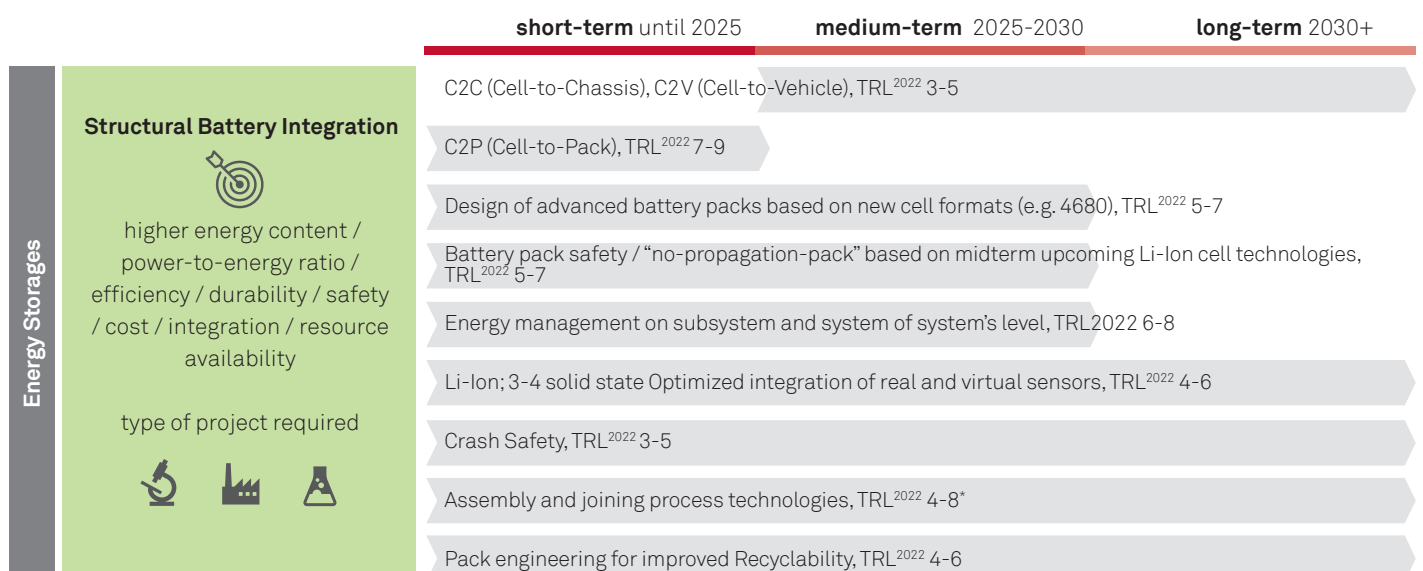 short-term until 2025 medium-term 2025-2030 long-term 2030+
Energy Storages
Structural Battery Integration
higher energy content /
power-to-energy ratio /
efficiency / durability / safety
/ cost / integration / resource
availability
type of project required
C2C (Cell-to-Chassis), C2V (Cell-to-Vehicle), TRL2022 3-5
C2P (Cell-to-Pack), TRL2022 7-9
Design of advanced battery packs based on new cell formats (e.g. 4680), TRL2022 5-7
Battery pack safety / “no-propagation-pack” based on midterm upcoming Li-Ion cell technologies,
TRL2022 5-7
Energy management on subsystem and system of system’s level, TRL2022 6-8
Li-Ion; 3-4 solid state Optimized integration of real and virtual sensors, TRL2022 4-6
Crash Safety, TRL2022 3-5
Assembly and joining process technologies, TRL2022 4-8*
Pack engineering for improved Recyclability, TRL2022 4-6